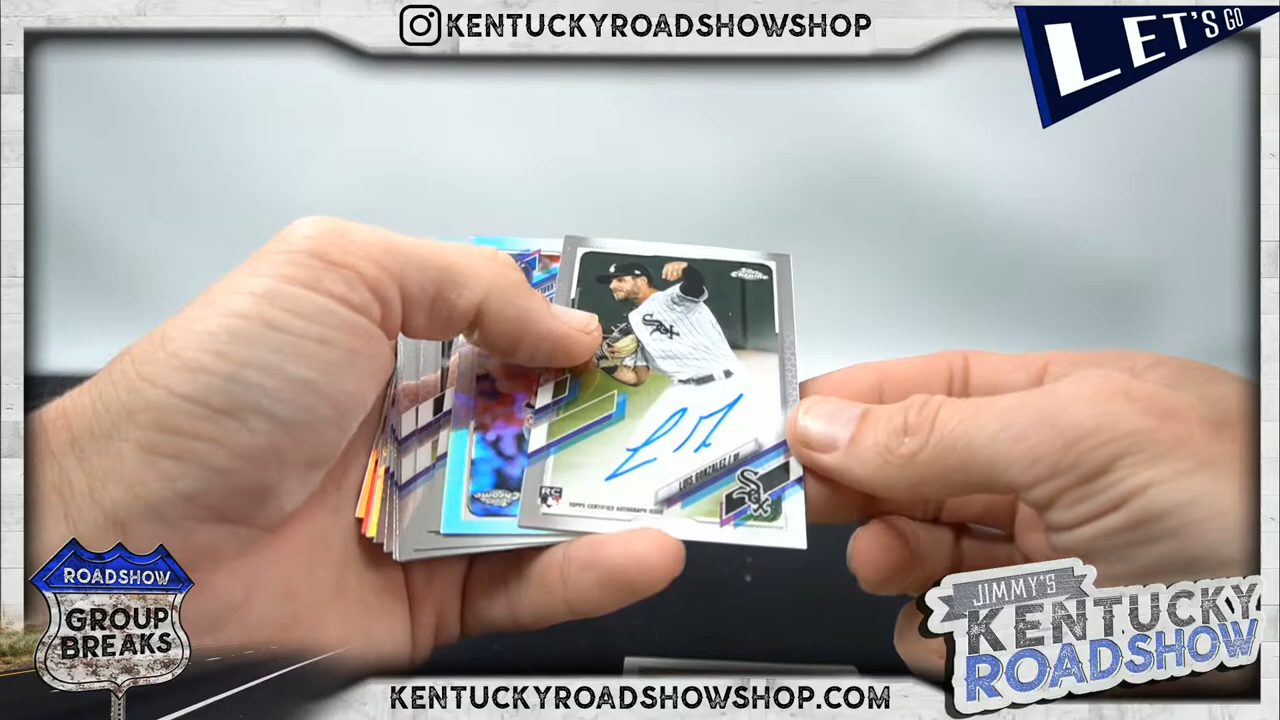 KENTUCKYROADSHOWSHOP
LET'S GO
Topps
Chrome
Sox
L G
LUIS GONZALEZ / OF
RC
TOPPS CERTIFIED AUTOGRAPH ISSUE
Sox
ROADSHOW
GROUP
BREAKS
JIMMY'S
KENTUCKY
ROADSHOW
KENTUCKYROADSHOWSHOP.COM